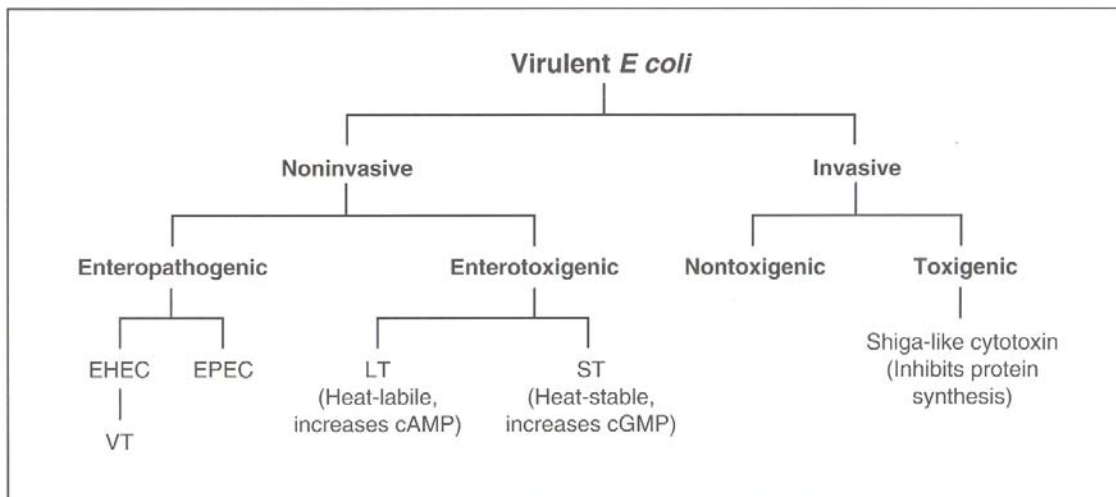 Virulent E coli
Noninvasive
Invasive
Enteropathogenic
Enterotoxigenic
Nontoxigenic
Toxigenic
EHEC
EPEC
LT
(Heat-labile,
increases cAMP)
ST
(Heat-stable,
increases cGMP)
Shiga-like cytotoxin
(Inhibits protein
synthesis)
VT